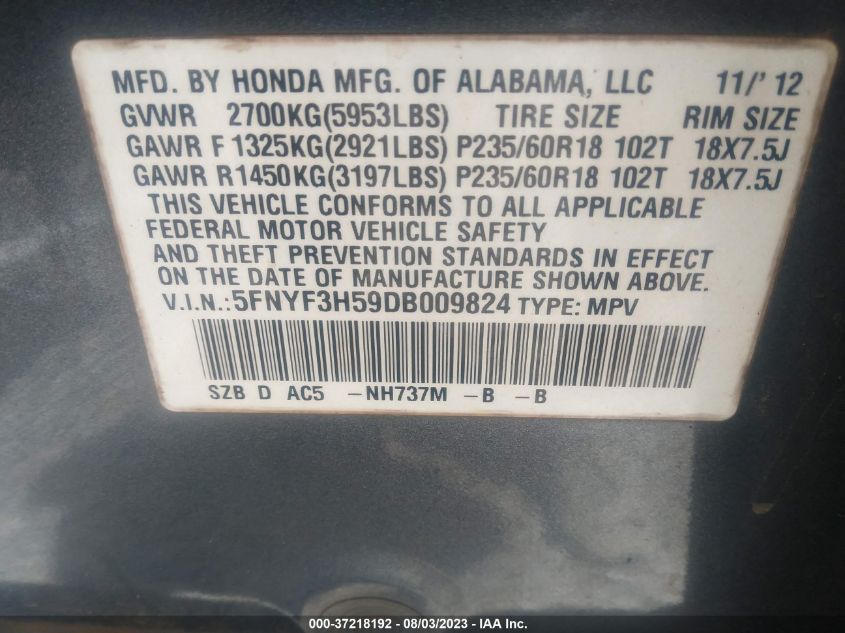 MFD. BY HONDA MFG. OF ALABAMA, LLC 11/' 12
GVWR 2700KG(5953LBS) TIRE SIZE RIM SIZE
GAWR F 1325KG(2921LBS) P235/60R18 102T 18X7.5J
GAWR R1450KG(3197LBS) P235/60R18 102T 18X7.5J
THIS VEHICLE CONFORMS TO ALL APPLICABLE
FEDERAL MOTOR VEHICLE SAFETY
AND THEFT PREVENTION STANDARDS IN EFFECT
ON THE DATE OF MANUFACTURE SHOWN ABOVE.
V.I.N.:5FNYF3H59DB009824 TYPE: MPV
SZB D AC5 -NH737M -B -B
000-37218192 - 08/03/2023 - IAA Inc.